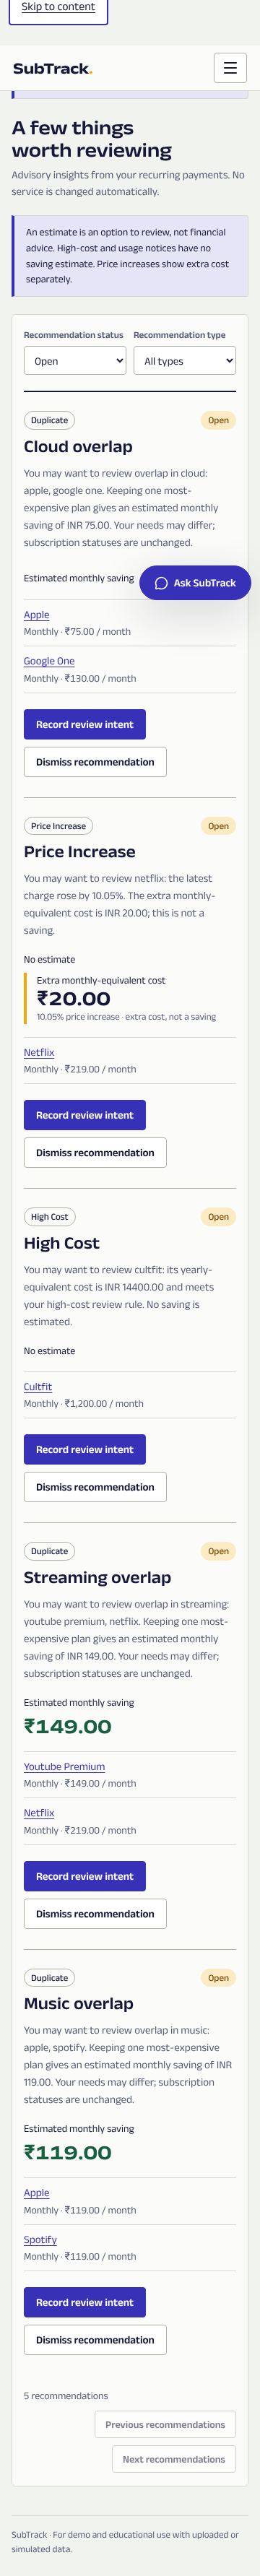 Skip to content
SubTrack.
A few things
worth reviewing
Advisory insights from your recurring payments. No
service is changed automatically.
An estimate is an option to review, not financial
advice. High-cost and usage notices have no
saving estimate. Price increases show extra cost
separately.
Recommendation status Recommendation type
Open All types
Duplicate Open
Cloud overlap
You may want to review overlap in cloud:
apple, google one. Keeping one most-
expensive plan gives an estimated monthly
saving of INR 75.00. Your needs may differ;
subscription statuses are unchanged.
Estimated monthly saving
Ask SubTrack
Apple
Monthly · ₹75.00 / month
Google One
Monthly · ₹130.00 / month
Record review intent
Dismiss recommendation
Price Increase Open
Price Increase
You may want to review netflix: the latest
charge rose by 10.05%. The extra monthly-
equivalent cost is INR 20.00; this is not a
saving.
No estimate
Extra monthly-equivalent cost
₹20.00
10.05% price increase · extra cost, not a saving
Netflix
Monthly · ₹219.00 / month
Record review intent
Dismiss recommendation
High Cost Open
High Cost
You may want to review cultfit: its yearly-
equivalent cost is INR 14400.00 and meets
your high-cost review rule. No saving is
estimated.
No estimate
Cultfit
Monthly · ₹1,200.00 / month
Record review intent
Dismiss recommendation
Duplicate Open
Streaming overlap
You may want to review overlap in streaming:
youtube premium, netflix. Keeping one most-
expensive plan gives an estimated monthly
saving of INR 149.00. Your needs may differ;
subscription statuses are unchanged.
Estimated monthly saving
₹149.00
Youtube Premium
Monthly · ₹149.00 / month
Netflix
Monthly · ₹219.00 / month
Record review intent
Dismiss recommendation
Duplicate Open
Music overlap
You may want to review overlap in music:
apple, spotify. Keeping one most-expensive
plan gives an estimated monthly saving of INR
119.00. Your needs may differ; subscription
statuses are unchanged.
Estimated monthly saving
₹119.00
Apple
Monthly · ₹119.00 / month
Spotify
Monthly · ₹119.00 / month
Record review intent
Dismiss recommendation
5 recommendations
Previous recommendations
Next recommendations
SubTrack · For demo and educational use with uploaded or
simulated data.